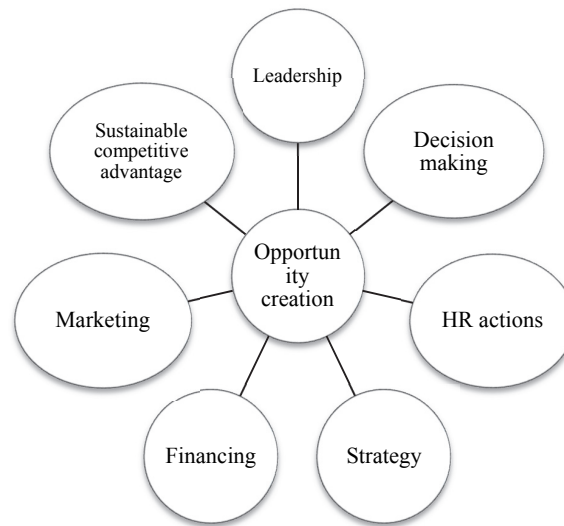 Leadership
Sustainable
competitive
advantage
Decision
making
Opportun
ity
creation
Marketing
HR actions
Financing
Strategy